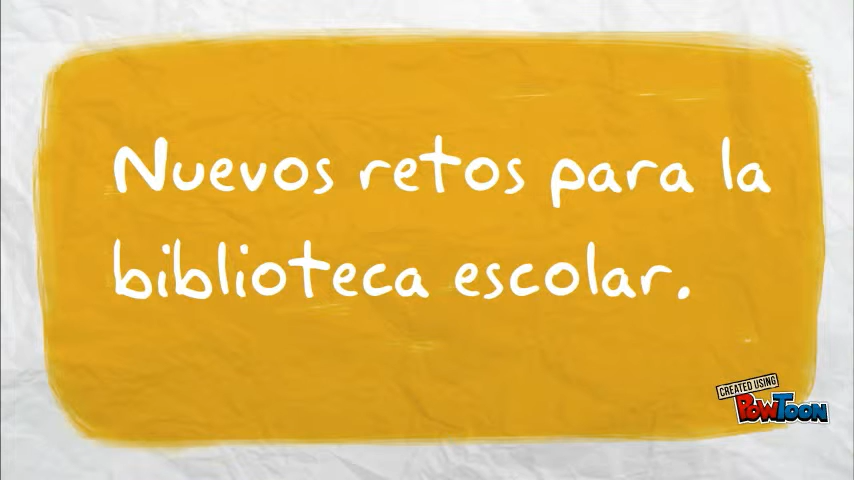 Nuevos retos para la
biblioteca escolar.
CREATED USING
POWTOON